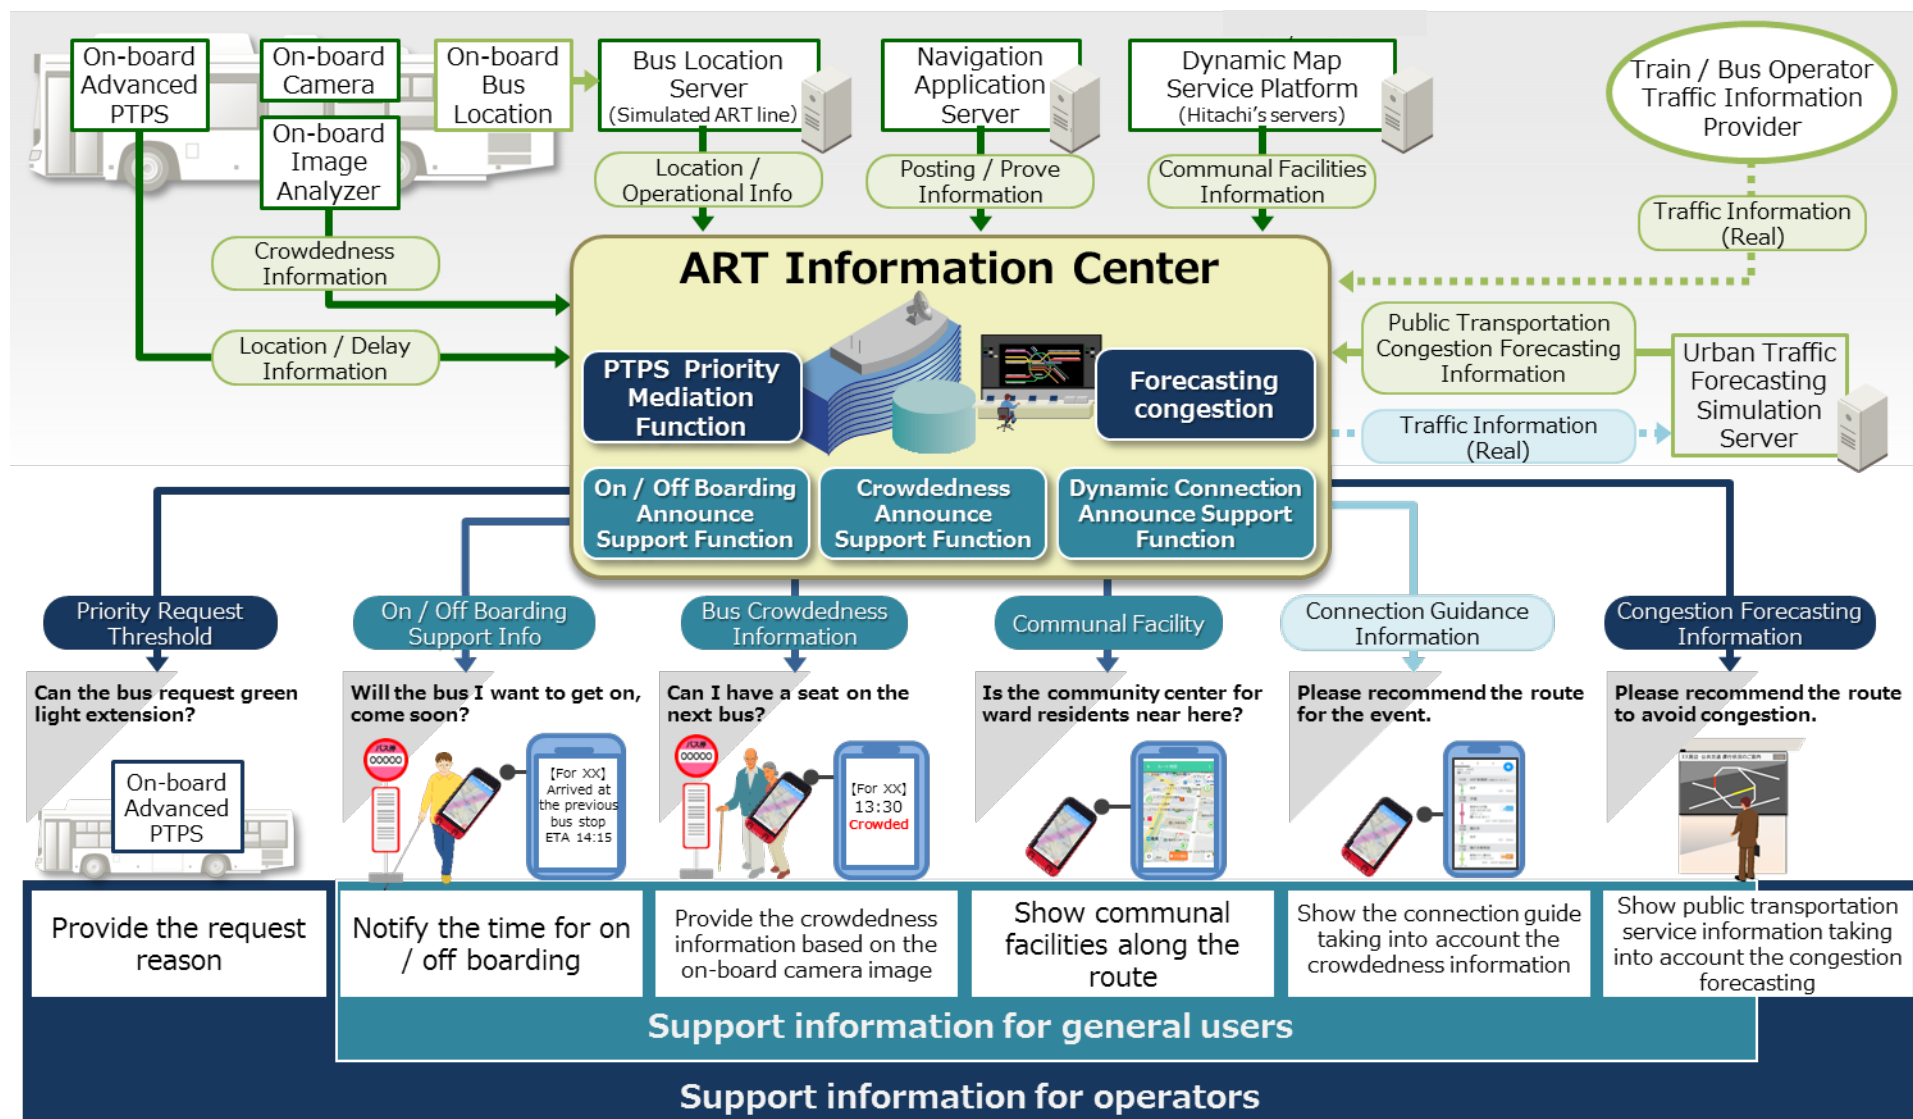 On-board
Advanced
PTPS
On-board
Camera
On-board
Bus
Location
On-board
Image
Analyzer
Bus Location
Server
(Simulated ART line)
Navigation
Application
Server
Dynamic Map
Service Platform
(Hitachi's servers)
Train / Bus Operator
Traffic Information
Provider
Location /
Operational Info
Posting / Prove
Information
Communal Facilities
Information
Traffic Information
(Real)
Crowdedness
Information
Location / Delay
Information
ART Information Center
PTPS Priority
Mediation
Function
Forecasting
congestion
Public Transportation
Congestion Forecasting
Information
Urban Traffic
Forecasting
Simulation
Server
Traffic Information
(Real)
On / Off Boarding
Announce
Support Function
Crowdedness
Announce
Support Function
Dynamic Connection
Announce Support
Function
Priority Request
Threshold
On / Off Boarding
Support Info
Bus Crowdedness
Information
Communal Facility
Connection Guidance
Information
Congestion Forecasting
Information
Can the bus request green
light extension?
Will the bus I want to get on,
come soon?
Can I have a seat on the
next bus?
Is the community center for
ward residents near here?
Please recommend the route
for the event.
Please recommend the route
to avoid congestion.
On-board
Advanced
PTPS
バス停
OOOOO
【For XX】
Arrived at
the previous
bus stop
ETA 14:15
バス停
OOOOO
【For XX】
13:30
Crowded
Provide the request
reason
Notify the time for on
/ off boarding
Provide the crowdedness
information based on the
on-board camera image
Show communal
facilities along the
route
Show the connection guide
taking into account the
crowdedness information
Show public transportation
service information taking
into account the congestion
forecasting
Support information for general users
Support information for operators